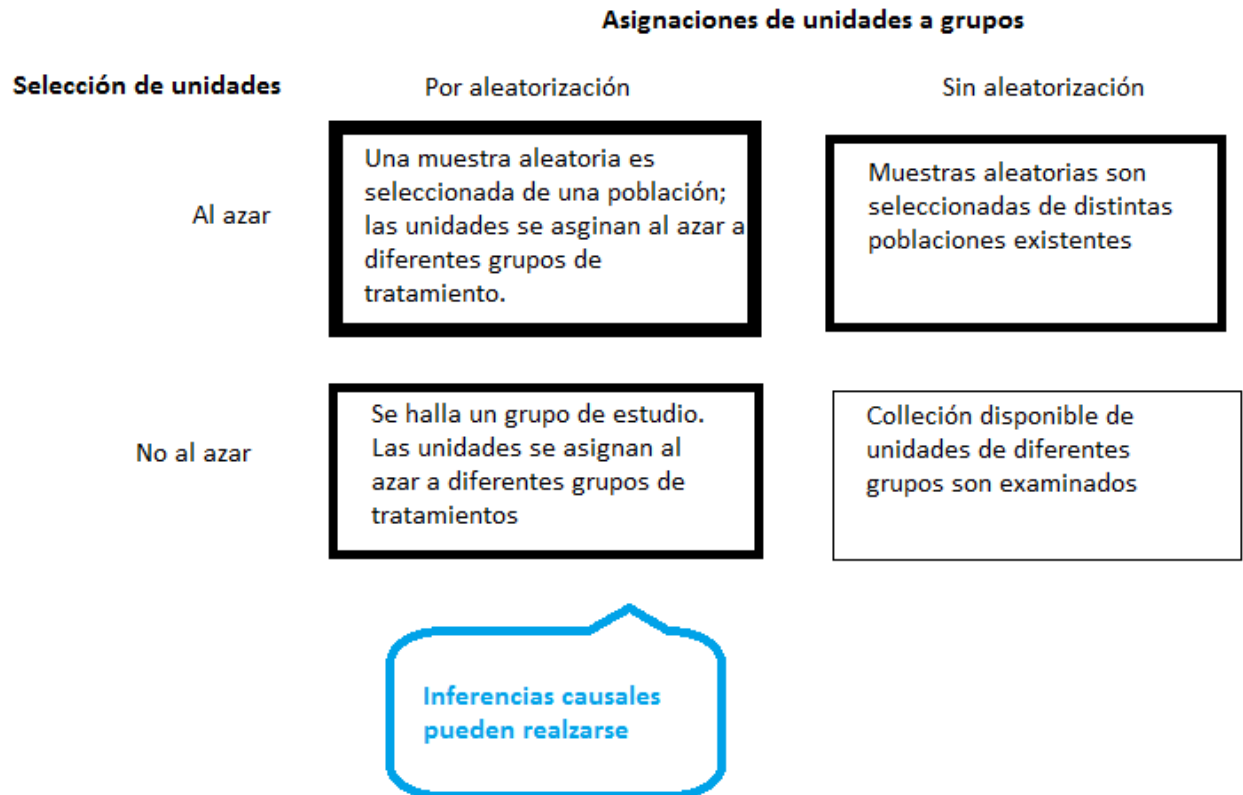 Asignaciones de unidades a grupos
Selección de unidades
Por aleatorización
Sin aleatorización
Al azar
Una muestra aleatoria es
seleccionada de una población;
las unidades se asginan al azar a
diferentes grupos de
tratamiento.
Muestras aleatorias son
seleccionadas de distintas
poblaciones existentes
No al azar
Se halla un grupo de estudio.
Las unidades se asignan al
azar a diferentes grupos de
tratamientos
Colleción disponible de
unidades de diferentes
grupos son examinados
Inferencias causales
pueden realzarse